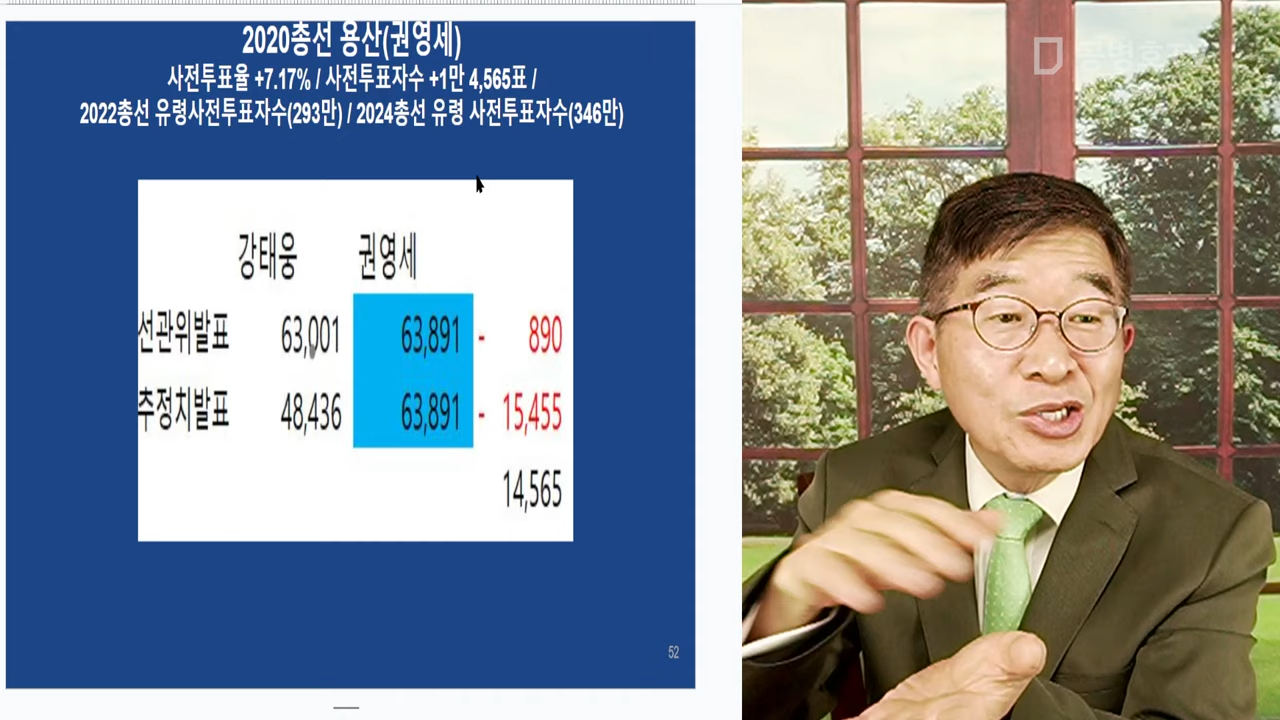 2020총선 용산(권영세)
사전투표율 +7.17% / 사전투표자수 +1만 4,565표 /
2022총선 유령사전투표자수(293만) / 2024총선 유령 사전투표자수(346만)
강태웅 권영세
선관위발표 63,001 63,891 - 890
추정치발표 48,436 63,891 - 15,455
14,565
52